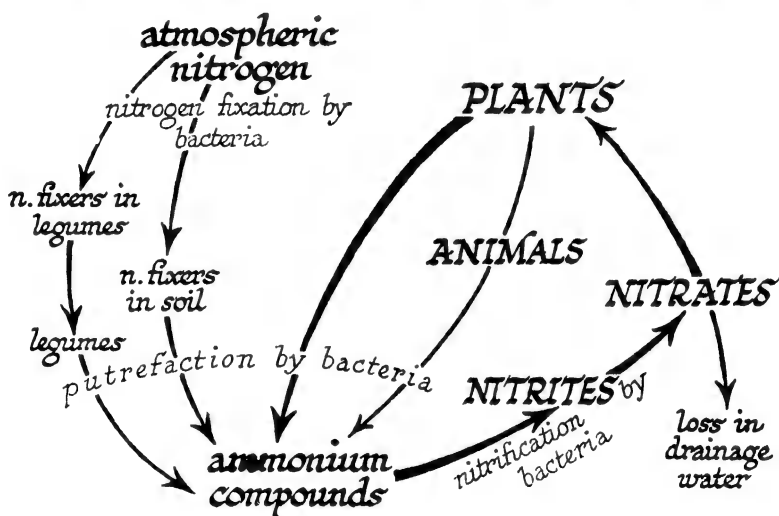 atmospheric
nitrogen
nitrogen fixation by
bacteria
PLANTS
n. fixers in
legumes
ANIMALS
n. fixers
in soil
NITRATES
legumes
putrefaction by bacteria
NITRITES by
nitrification
bacteria
loss in
drainage
water
ammonium
compounds